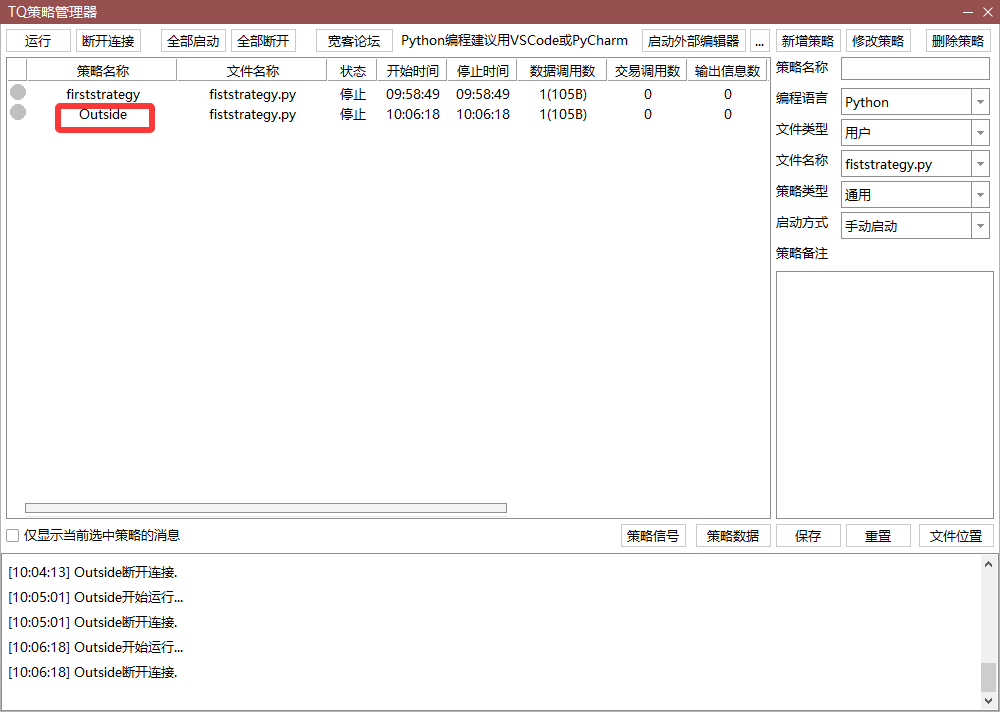 TQ策略管理器
运行 断开连接 全部启动 全部断开 宽客论坛 Python编程建议用VSCode或PyCharm 启动外部编辑器 ... 新增策略 修改策略 删除策略
策略名称 文件名称 状态 开始时间 停止时间 数据调用数 交易调用数 输出信息数
firststrategy fiststrategy.py 停止 09:58:49 09:58:49 1(105B) 0 0
Outside fiststrategy.py 停止 10:06:18 10:06:18 1(105B) 0 0
策略名称
编程语言 Python
文件类型 用户
文件名称 fiststrategy.py
策略类型 通用
启动方式 手动启动
策略备注
仅显示当前选中策略的消息 策略信号 策略数据 保存 重置 文件位置
[10:04:13] Outside断开连接.
[10:05:01] Outside开始运行...
[10:05:01] Outside断开连接.
[10:06:18] Outside开始运行...
[10:06:18] Outside断开连接.